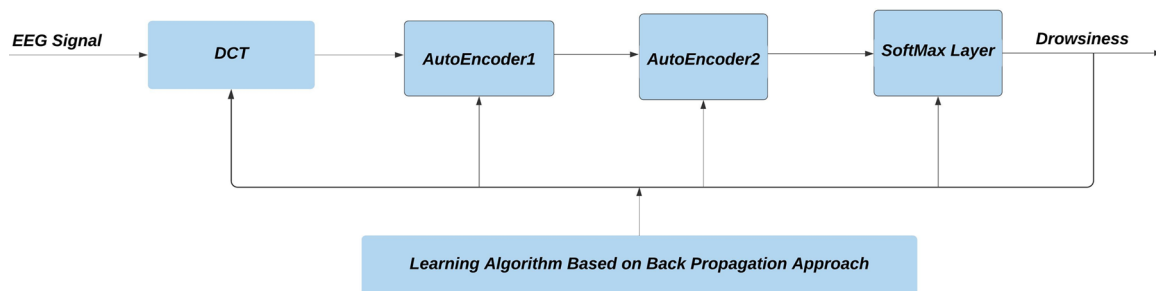 EEG Signal
DCT
AutoEncoder1
AutoEncoder2
SoftMax Layer
Drowsiness
Learning Algorithm Based on Back Propagation Approach